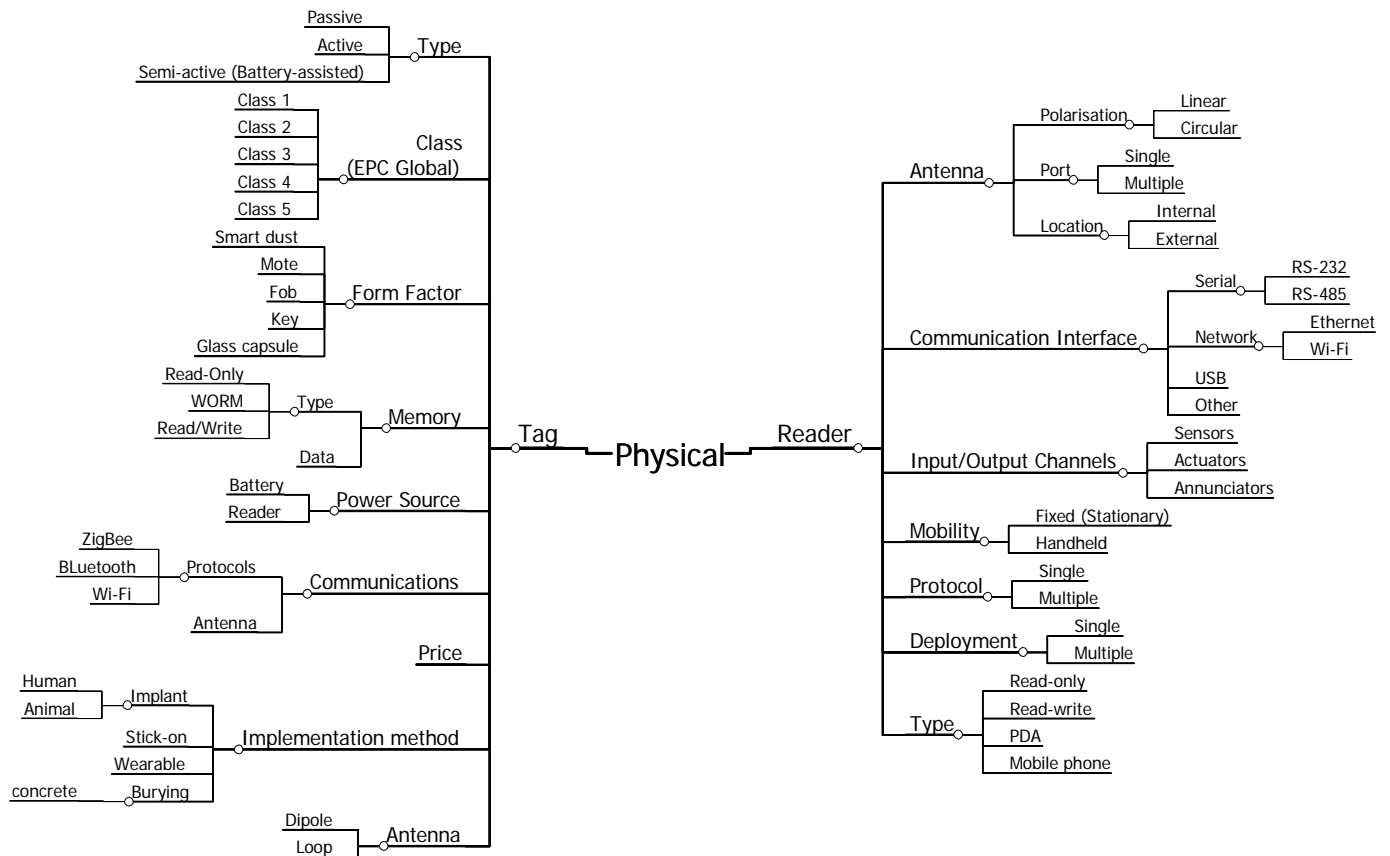 Passive
Active
Semi-active (Battery-assisted)
Type
Class 1
Class 2
Class 3
Class 4
Class 5
Class
(EPC Global)
Smart dust
Mote
Fob
Key
Glass capsule
Form Factor
Read-Only
WORM
Read/Write
Type
Data
Memory
Battery
Reader
Power Source
ZigBee
BLuetooth
Wi-Fi
Protocols
Antenna
Communications
Price
Human
Animal
Implant
Stick-on
Wearable
concrete
Burying
Implementation method
Dipole
Loop
Antenna
Tag
Physical
Reader
Antenna
Polarisation
Linear
Circular
Port
Single
Multiple
Location
Internal
External
Communication Interface
Serial
RS-232
RS-485
Network
Ethernet
Wi-Fi
USB
Other
Input/Output Channels
Sensors
Actuators
Annunciators
Mobility
Fixed (Stationary)
Handheld
Protocol
Single
Multiple
Deployment
Single
Multiple
Type
Read-only
Read-write
PDA
Mobile phone